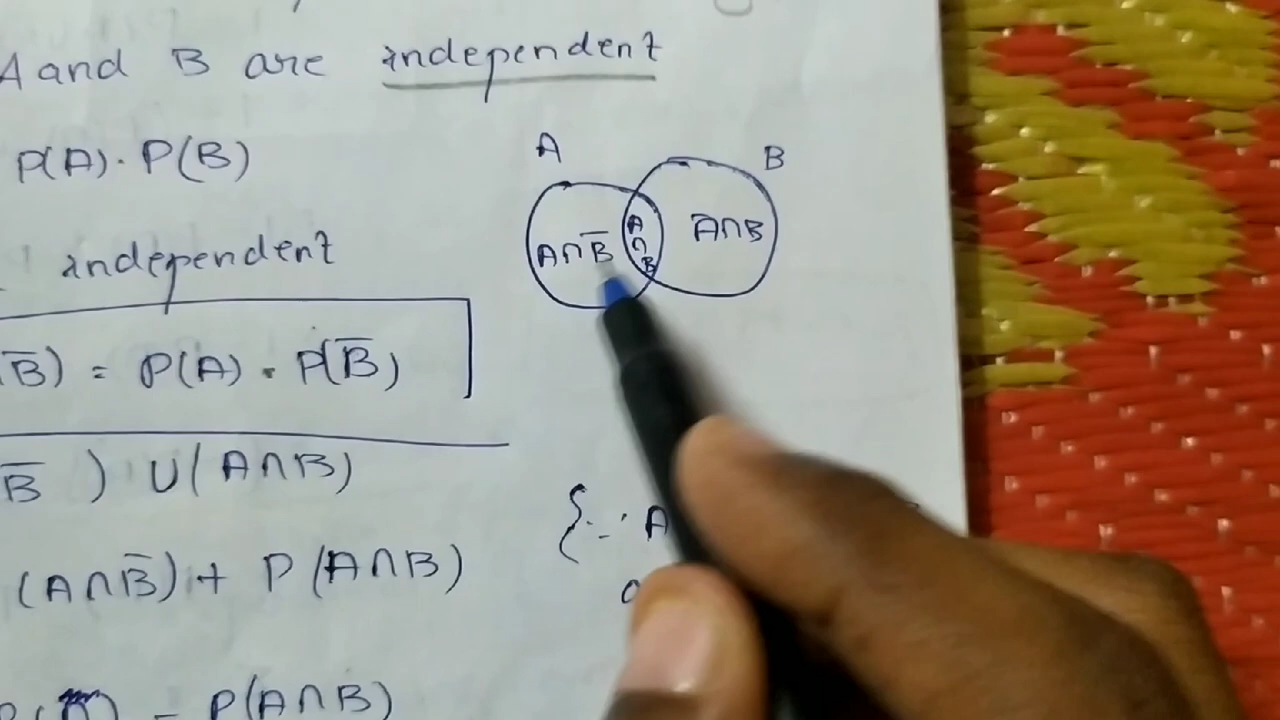 A and B are independent
P(A) . P(B)
independent
A B
A∩B̅ A∩B A̅∩B
B̅) = P(A) . P(B̅)
B̅ ) U (A∩B)
{∵ A
(A∩B̅) + P(A∩B)
- P(A∩B)